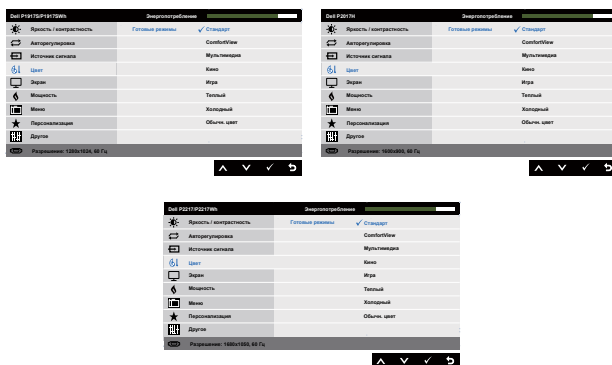 Dell P1917S/P1917SWh Энергопотребление
Яркость / контрастность Готовые режимы ✓ Стандарт
Авторегулировка ComfortView
Источник сигнала Мультимедиа
Цвет Кино
Экран Игра
Мощность Теплый
Меню Холодный
Персонализация Обычн. цвет
Другое
Разрешение: 1280x1024, 60 Гц
Dell P2017H Энергопотребление
Яркость / контрастность Готовые режимы ✓ Стандарт
Авторегулировка ComfortView
Источник сигнала Мультимедиа
Цвет Кино
Экран Игра
Мощность Теплый
Меню Холодный
Персонализация Обычн. цвет
Другое
Разрешение: 1600x900, 60 Гц
Dell P2217/P2217Wh Энергопотребление
Яркость / контрастность Готовые режимы ✓ Стандарт
Авторегулировка ComfortView
Источник сигнала Мультимедиа
Цвет Кино
Экран Игра
Мощность Теплый
Меню Холодный
Персонализация Обычн. цвет
Другое
Разрешение: 1680x1050, 60 Гц